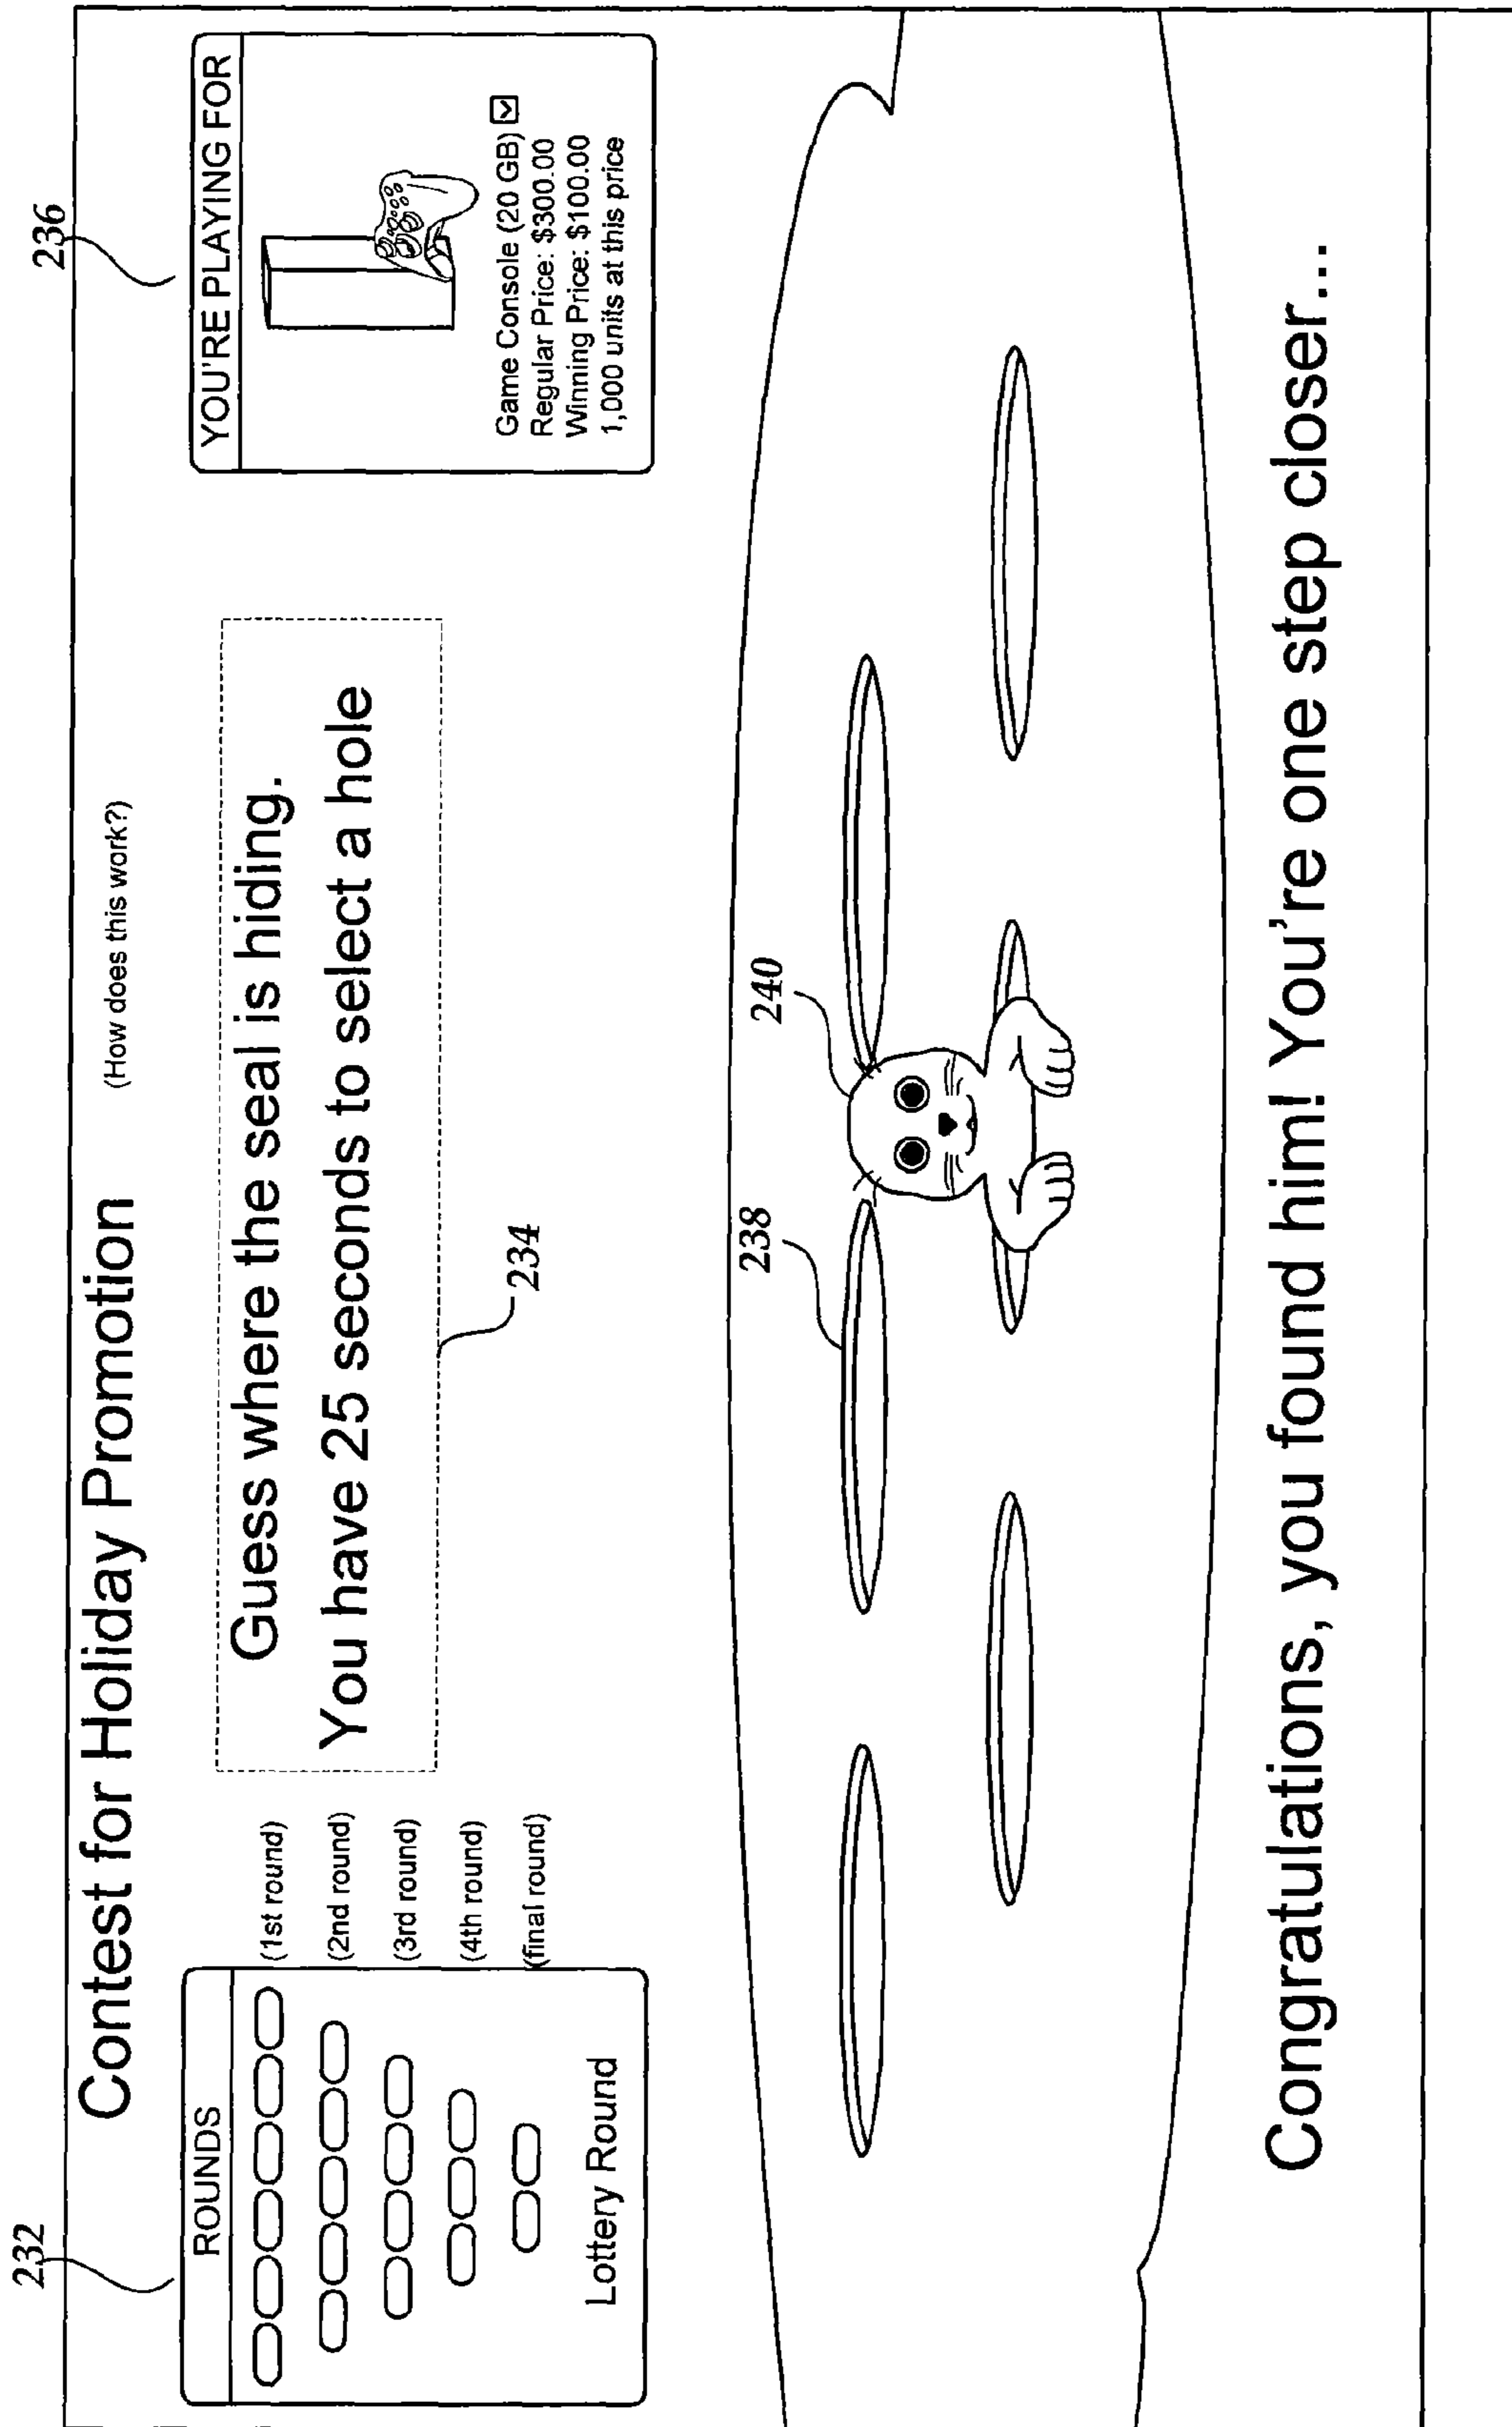 Contest for Holiday Promotion
(How does this work?)
232
ROUNDS
(1st round)
(2nd round)
(3rd round)
(4th round)
(final round)
Lottery Round
Guess where the seal is hiding.
You have 25 seconds to select a hole
234
236
YOU'RE PLAYING FOR
Game Console (20 GB)
Regular Price: $300.00
Winning Price: $100.00
1,000 units at this price
238
240
Congratulations, you found him! You're one step closer...